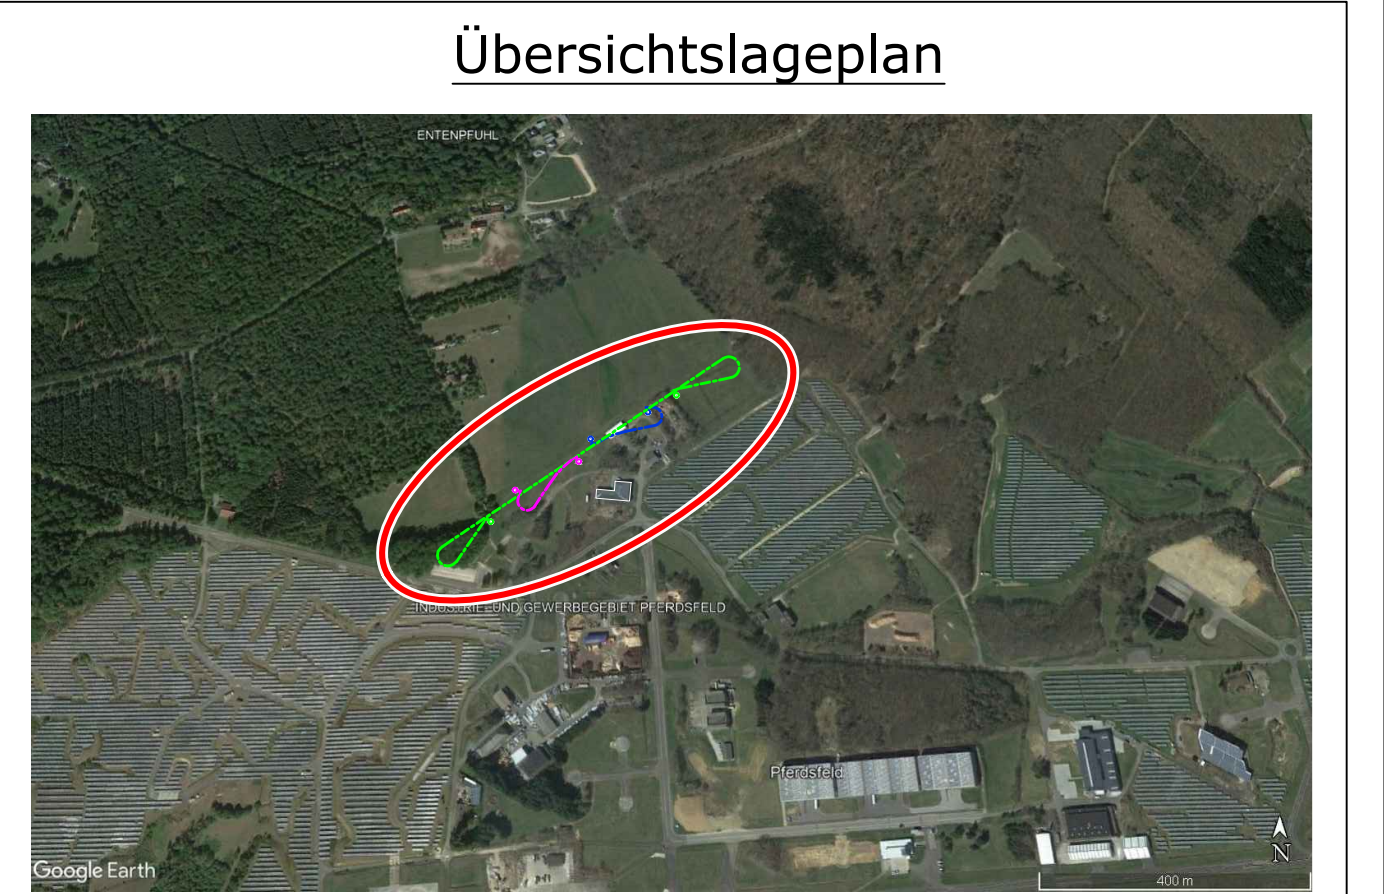 Übersichtslageplan
ENTENPFUHL
INDUSTRIE- UND GEWERBEGEBIET PFERDSFELD
Pferdsfeld
N
Google Earth
400 m